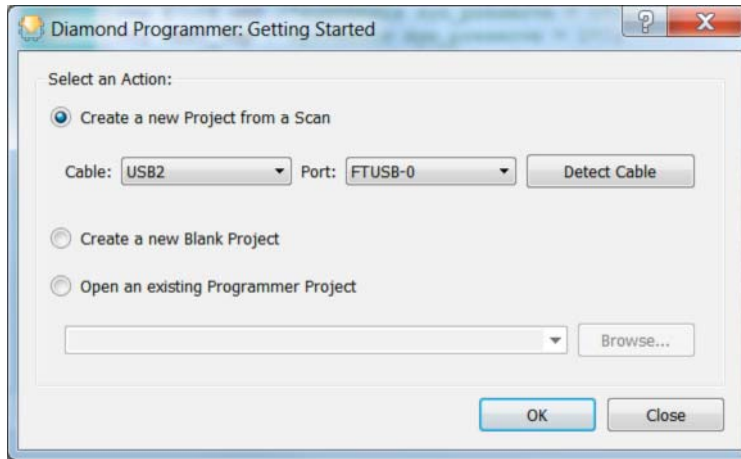 Diamond Programmer: Getting Started
Select an Action:
Create a new Project from a Scan
Cable: USB2 Port: FTUSB-0 Detect Cable
Create a new Blank Project
Open an existing Programmer Project
Browse...
OK Close